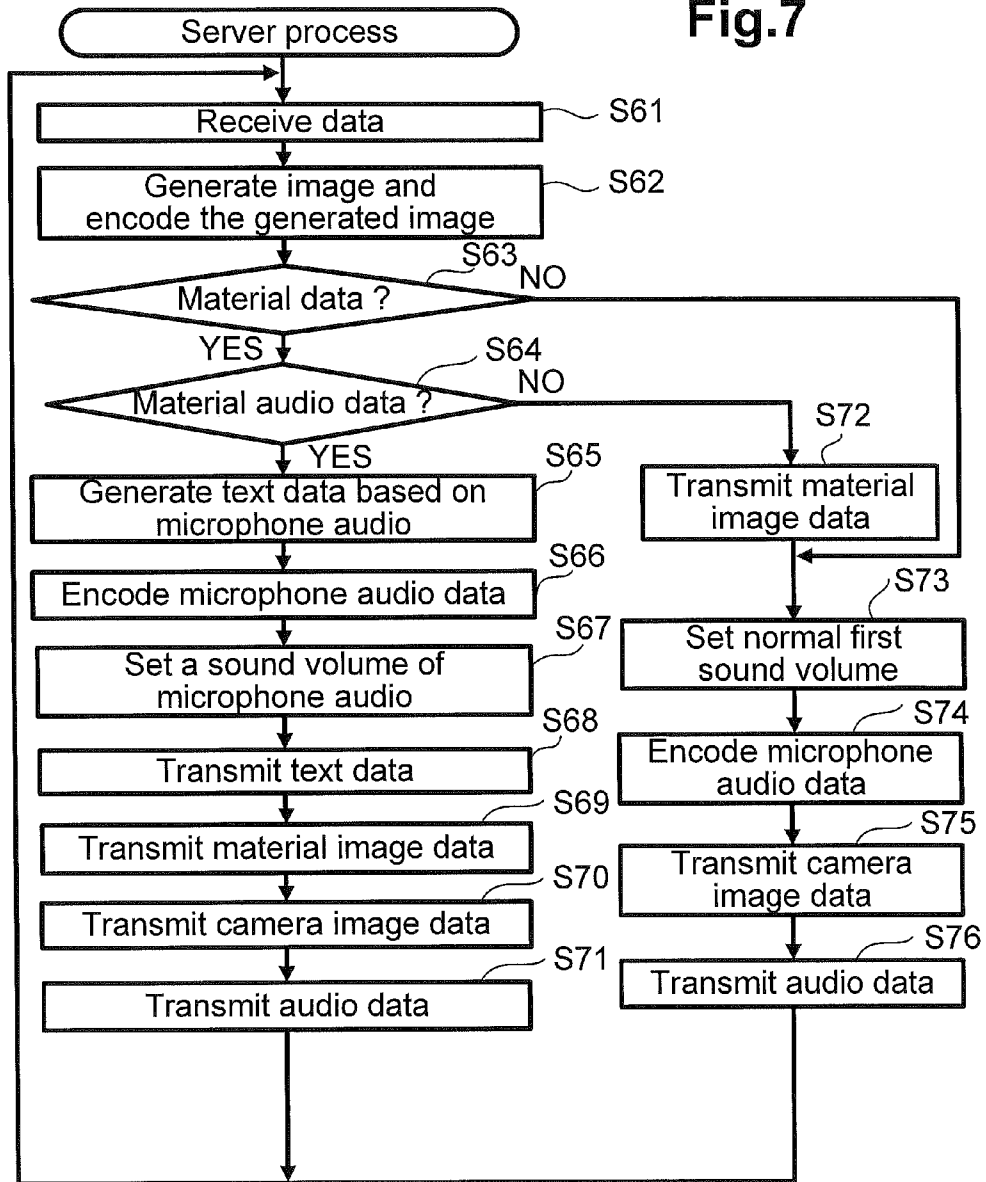 Fig.7
Server process
Receive data
S61
Generate image and
encode the generated image
S62
S63
Material data ?
NO
YES
S64
Material audio data ?
NO
YES
S65
Generate text data based on
microphone audio
S66
Encode microphone audio data
S67
Set a sound volume of
microphone audio
S68
Transmit text data
S69
Transmit material image data
S70
Transmit camera image data
S71
Transmit audio data
S72
Transmit material
image data
S73
Set normal first
sound volume
S74
Encode microphone
audio data
S75
Transmit camera
image data
S76
Transmit audio data